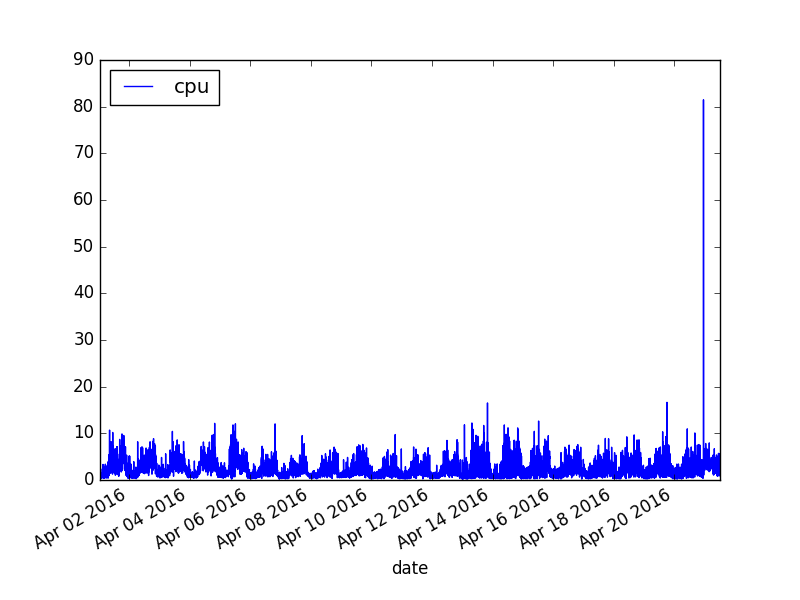 90
cpu
80
70
60
50
40
30
20
10
0
Apr 02 2016
Apr 04 2016
Apr 06 2016
Apr 08 2016
Apr 10 2016
Apr 12 2016
Apr 14 2016
Apr 16 2016
Apr 18 2016
Apr 20 2016
date